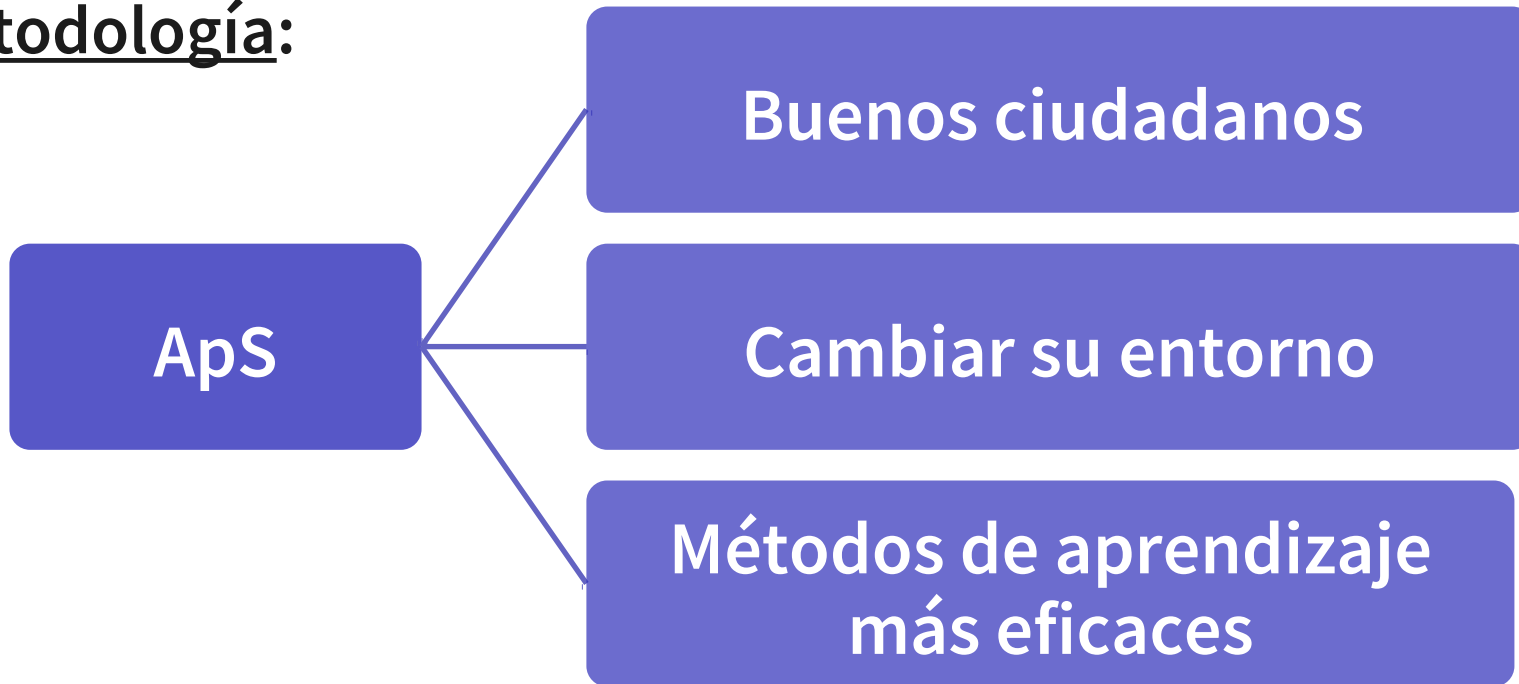 todología:
Buenos ciudadanos
ApS
Cambiar su entorno
Métodos de aprendizaje
más eficaces